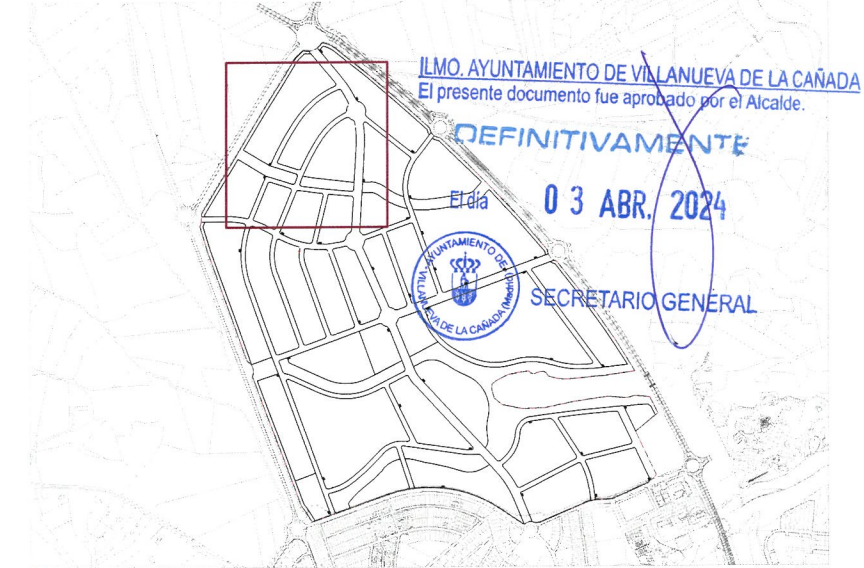 ILMO. AYUNTAMIENTO DE VILLANUEVA DE LA CAÑADA
El presente documento fue aprobado por el Alcalde.
DEFINITIVAMENTE
El día 03 ABR. 2024
AYUNTAMIENTO DE VILLANUEVA DE LA CAÑADA (Madrid)
SECRETARIO GENERAL